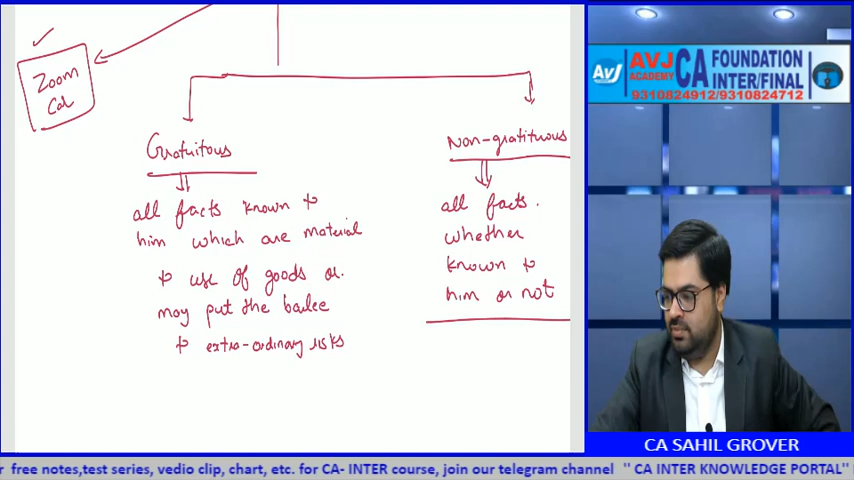 Zoom
Car
Gratuitous
all facts known to
him which are material
to use of goods or.
may put the bailee
to extra-ordinary risks
Non-gratituous
all facts.
whether
known to
him or not
AVJ
AVJ
ACADEMY
CA
FOUNDATION
INTER/FINAL
9310824912/9310824712
CA SAHIL GROVER
r free notes,test series, vedio clip, chart, etc. for CA- INTER course, join our telegram channel " CA INTER KNOWLEDGE PORTAL"